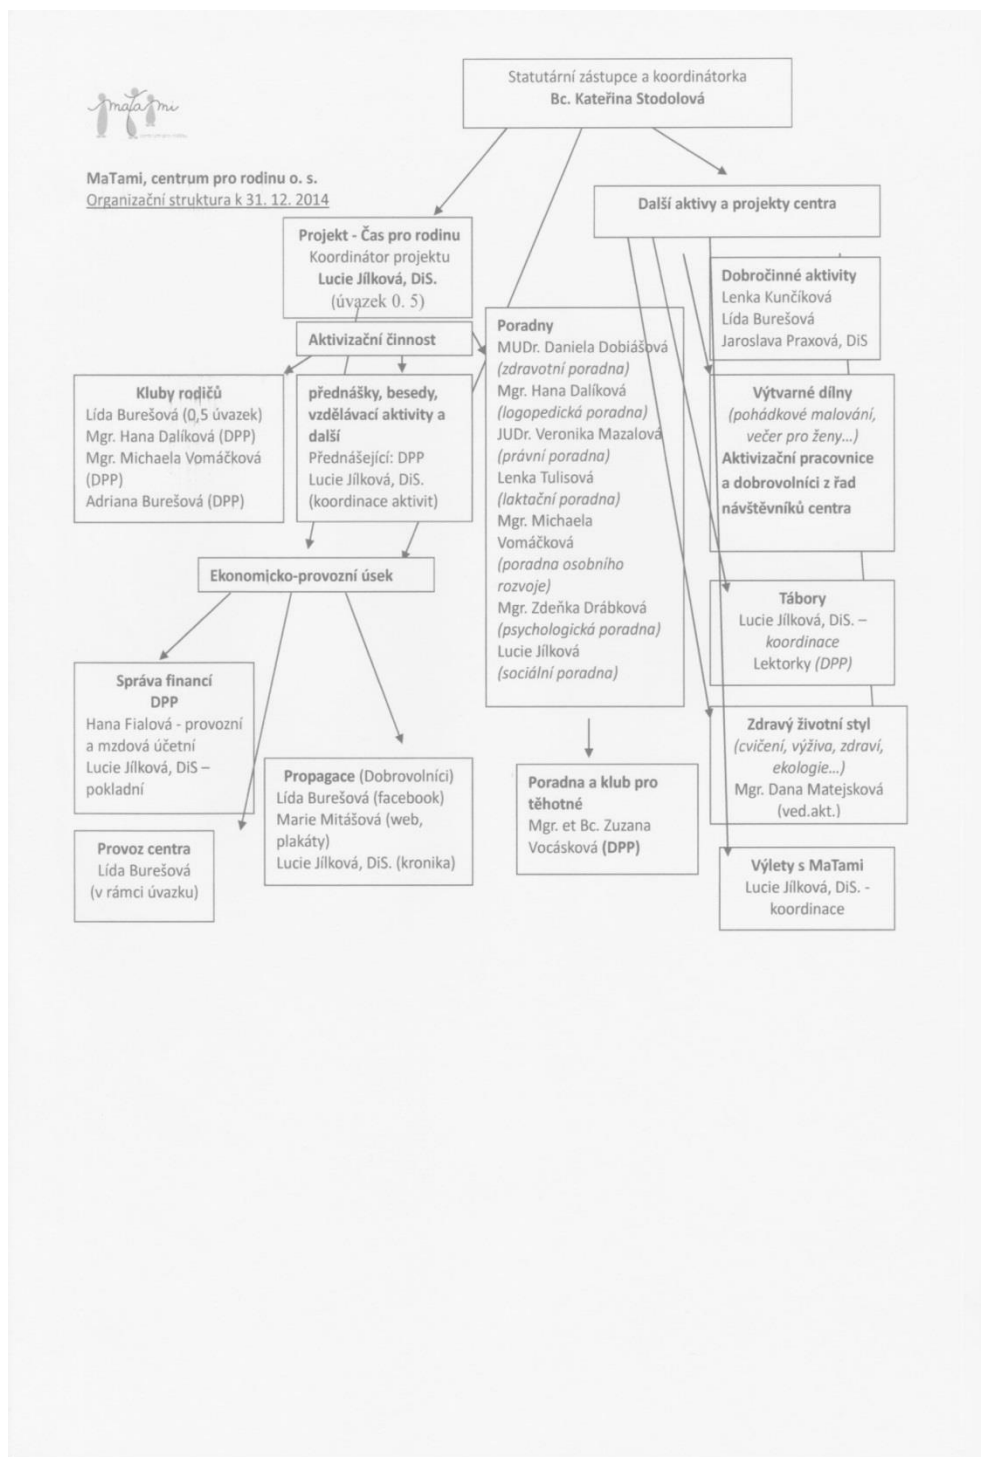 Statutární zástupce a koordinátorka
Bc. Kateřina Stodolová
maTami
MaTami, centrum pro rodinu o. s.
Organizační struktura k 31. 12. 2014
Další aktivy a projekty centra
Projekt - Čas pro rodinu
Koordinátor projektu
Lucie Jílková, DiS.
(úvazek 0. 5)
Aktivizační činnost
Kluby rodičů
Lída Burešová (0,5 úvazek)
Mgr. Hana Dalíková (DPP)
Mgr. Michaela Vomáčková
(DPP)
Adriana Burešová (DPP)
přednášky, besedy,
vzdělávací aktivity a
další
Přednášející: DPP
Lucie Jílková, DiS.
(koordinace aktivit)
Poradny
MUDr. Daniela Dobiášová
(zdravotní poradna)
Mgr. Hana Dalíková
(logopedická poradna)
JUDr. Veronika Mazalová
(právní poradna)
Lenka Tulisová
(laktační poradna)
Mgr. Michaela
Vomáčková
(poradna osobního
rozvoje)
Mgr. Zdeňka Drábková
(psychologická poradna)
Lucie Jílková
(sociální poradna)
Dobročinné aktivity
Lenka Kunčíková
Lída Burešová
Jaroslava Praxová, DiS
Výtvarné dílny
(pohádkové malování,
večer pro ženy...)
Aktivizační pracovnice
a dobrovolníci z řad
návštěvníků centra
Ekonomicko-provozní úsek
Tábory
Lucie Jílková, DiS. –
koordinace
Lektorky (DPP)
Správa financí
DPP
Hana Fialová - provozní
a mzdová účetní
Lucie Jílková, DiS –
pokladní
Zdravý životní styl
(cvičení, výživa, zdraví,
ekologie...)
Mgr. Dana Matejsková
(ved.akt.)
Propagace (Dobrovolníci)
Lída Burešová (facebook)
Marie Mitášová (web,
plakáty)
Lucie Jílková, DiS. (kronika)
Poradna a klub pro
těhotné
Mgr. et Bc. Zuzana
Vocásková (DPP)
Provoz centra
Lída Burešová
(v rámci úvazku)
Výlety s MaTami
Lucie Jílková, DiS. -
koordinace